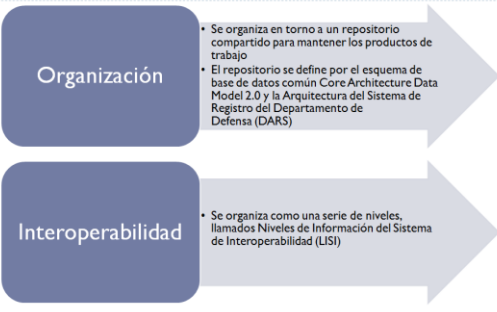 Organización
• Se organiza en torno a un repositorio
compartido para mantener los productos de
trabajo
• El repositorio se define por el esquema de
base de datos común Core Architecture Data
Model 2.0 y la Arquitectura del Sistema de
Registro del Departamento de
Defensa (DARS)
Interoperabilidad
• Se organiza como una serie de niveles,
llamados Niveles de Información del Sistema
de Interoperabilidad (LISI)